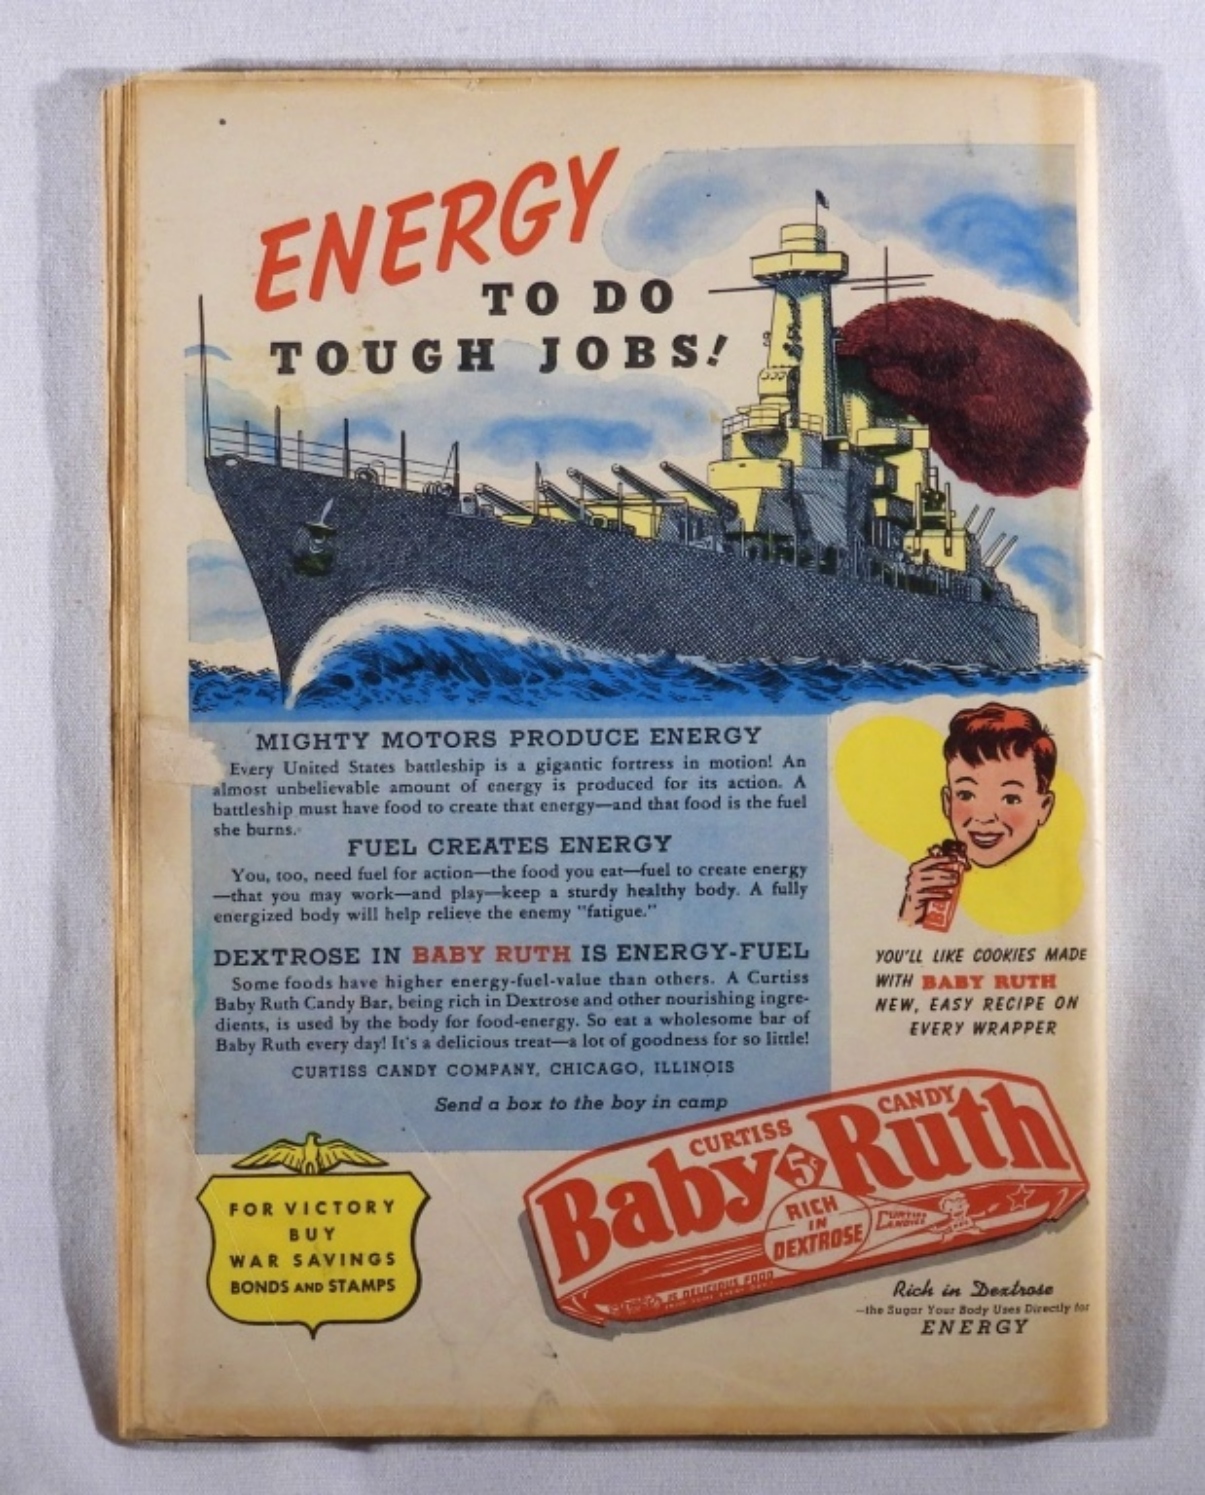 ENERGY
TO DO
TOUGH JOBS!
MIGHTY MOTORS PRODUCE ENERGY
Every United States battleship is a gigantic fortress in motion! An
almost unbelievable amount of energy is produced for its action. A
battleship must have food to create that energy—and that food is the fuel
she burns.
FUEL CREATES ENERGY
You, too, need fuel for action—the food you eat—fuel to create energy
—that you may work—and play—keep a sturdy healthy body. A fully
energized body will help relieve the enemy "fatigue."
DEXTROSE IN BABY RUTH IS ENERGY-FUEL
Some foods have higher energy-fuel-value than others. A Curtiss
Baby Ruth Candy Bar, being rich in Dextrose and other nourishing ingre-
dients, is used by the body for food-energy. So eat a wholesome bar of
Baby Ruth every day! It's a delicious treat—a lot of goodness for so little!
CURTISS CANDY COMPANY, CHICAGO, ILLINOIS
Send a box to the boy in camp
Ba
YOU'LL LIKE COOKIES MADE
WITH BABY RUTH
NEW, EASY RECIPE ON
EVERY WRAPPER
FOR VICTORY
BUY
WAR SAVINGS
BONDS AND STAMPS
CURTISS CANDY
Baby 5¢ Ruth
RICH
IN
DEXTROSE
CURTISS
CANDIES
IS DELICIOUS FOOD
Rich in Dextrose
—the Sugar Your Body Uses Directly for
ENERGY